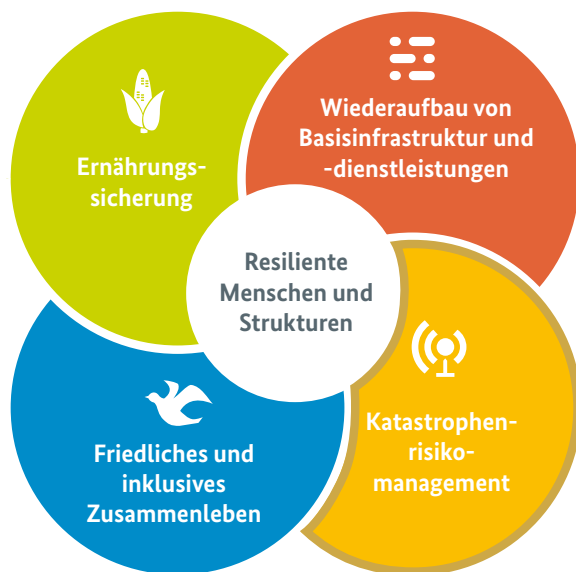 Ernährungs-
sicherung
Wiederaufbau von
Basisinfrastruktur und
-dienstleistungen
Resiliente
Menschen und
Strukturen
Friedliches und
inklusives
Zusammenleben
Katastrophen-
risiko-
management